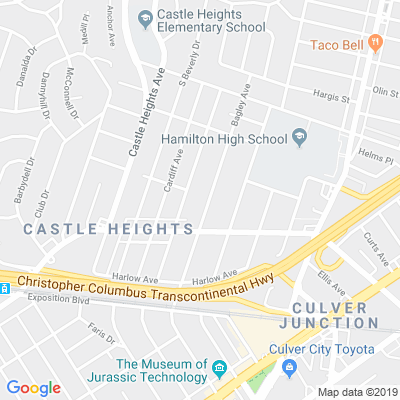 Castle Heights
Elementary School
Anchor Ave
Medill Pl
Danalda Dr
Dannyhill Dr
McConnell Dr
Castle Heights Ave
S Beverly Dr
Taco Bell
Olin St
Hargis St
Bagley Ave
Hamilton High School
Helms Pl
Cardiff Ave
Barbydell Dr
Club Dr
CASTLE HEIGHTS
Curts Ave
Harlow Ave
Harlow Ave
Christopher Columbus Transcontinental Hwy
Ellis Ave
Exposition Blvd
CULVER
JUNCTION
Faris Dr
Culver City Toyota
The Museum of
Jurassic Technology
Google
Map data ©2019